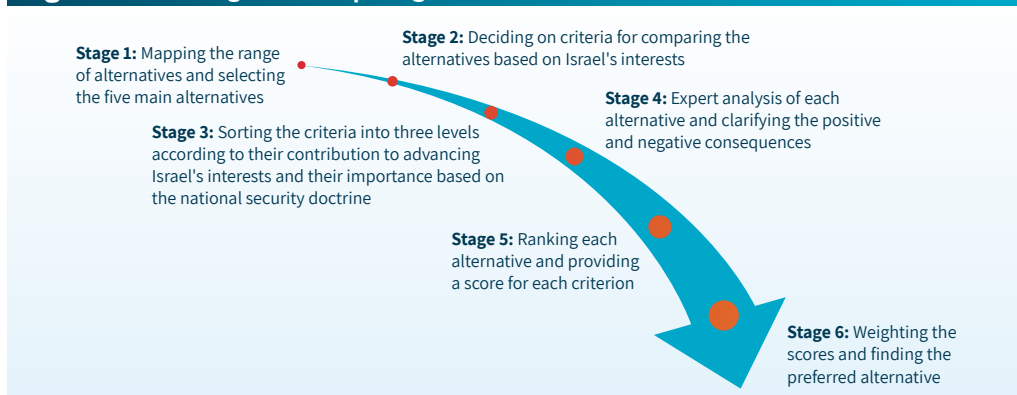 Stage 1: Mapping the range
of alternatives and selecting
the five main alternatives
Stage 2: Deciding on criteria for comparing the
alternatives based on Israel's interests
Stage 3: Sorting the criteria into three levels
according to their contribution to advancing
Israel's interests and their importance based on
the national security doctrine
Stage 4: Expert analysis of each
alternative and clarifying the positive
and negative consequences
Stage 5: Ranking each
alternative and providing
a score for each criterion
Stage 6: Weighting the
scores and finding the
preferred alternative